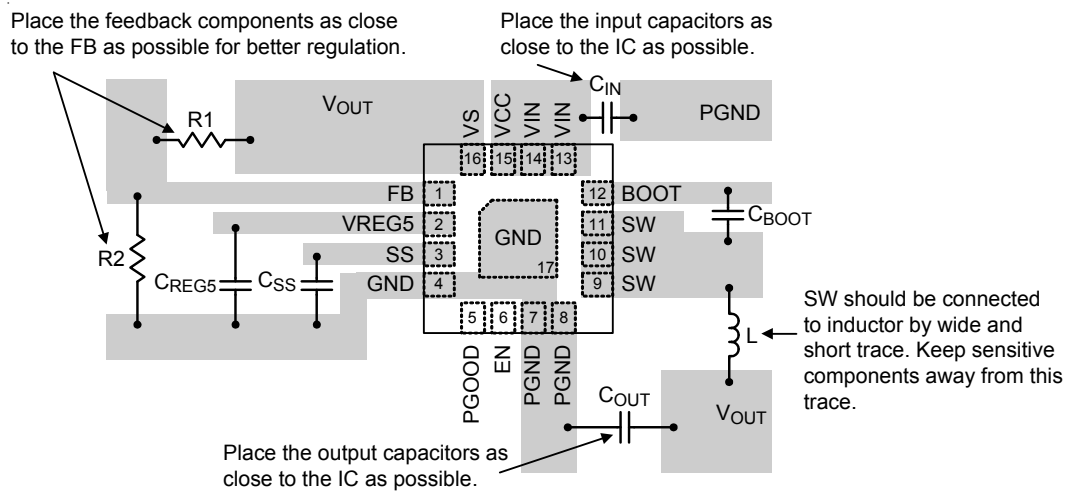 Place the feedback components as close
to the FB as possible for better regulation.
Place the input capacitors as
close to the IC as possible.
CIN
VOUT
PGND
R1
VS
VCC
VIN
VIN
16
15
14
13
FB
1
12
BOOT
VREG5
2
11
SW
CBOOT
GND
SS
3
10
SW
R2
17
CREG5
CSS
GND
4
9
SW
5
6
7
8
PGOOD
EN
PGND
PGND
L
SW should be connected
to inductor by wide and
short trace. Keep sensitive
components away from this
trace.
COUT
VOUT
Place the output capacitors as
close to the IC as possible.